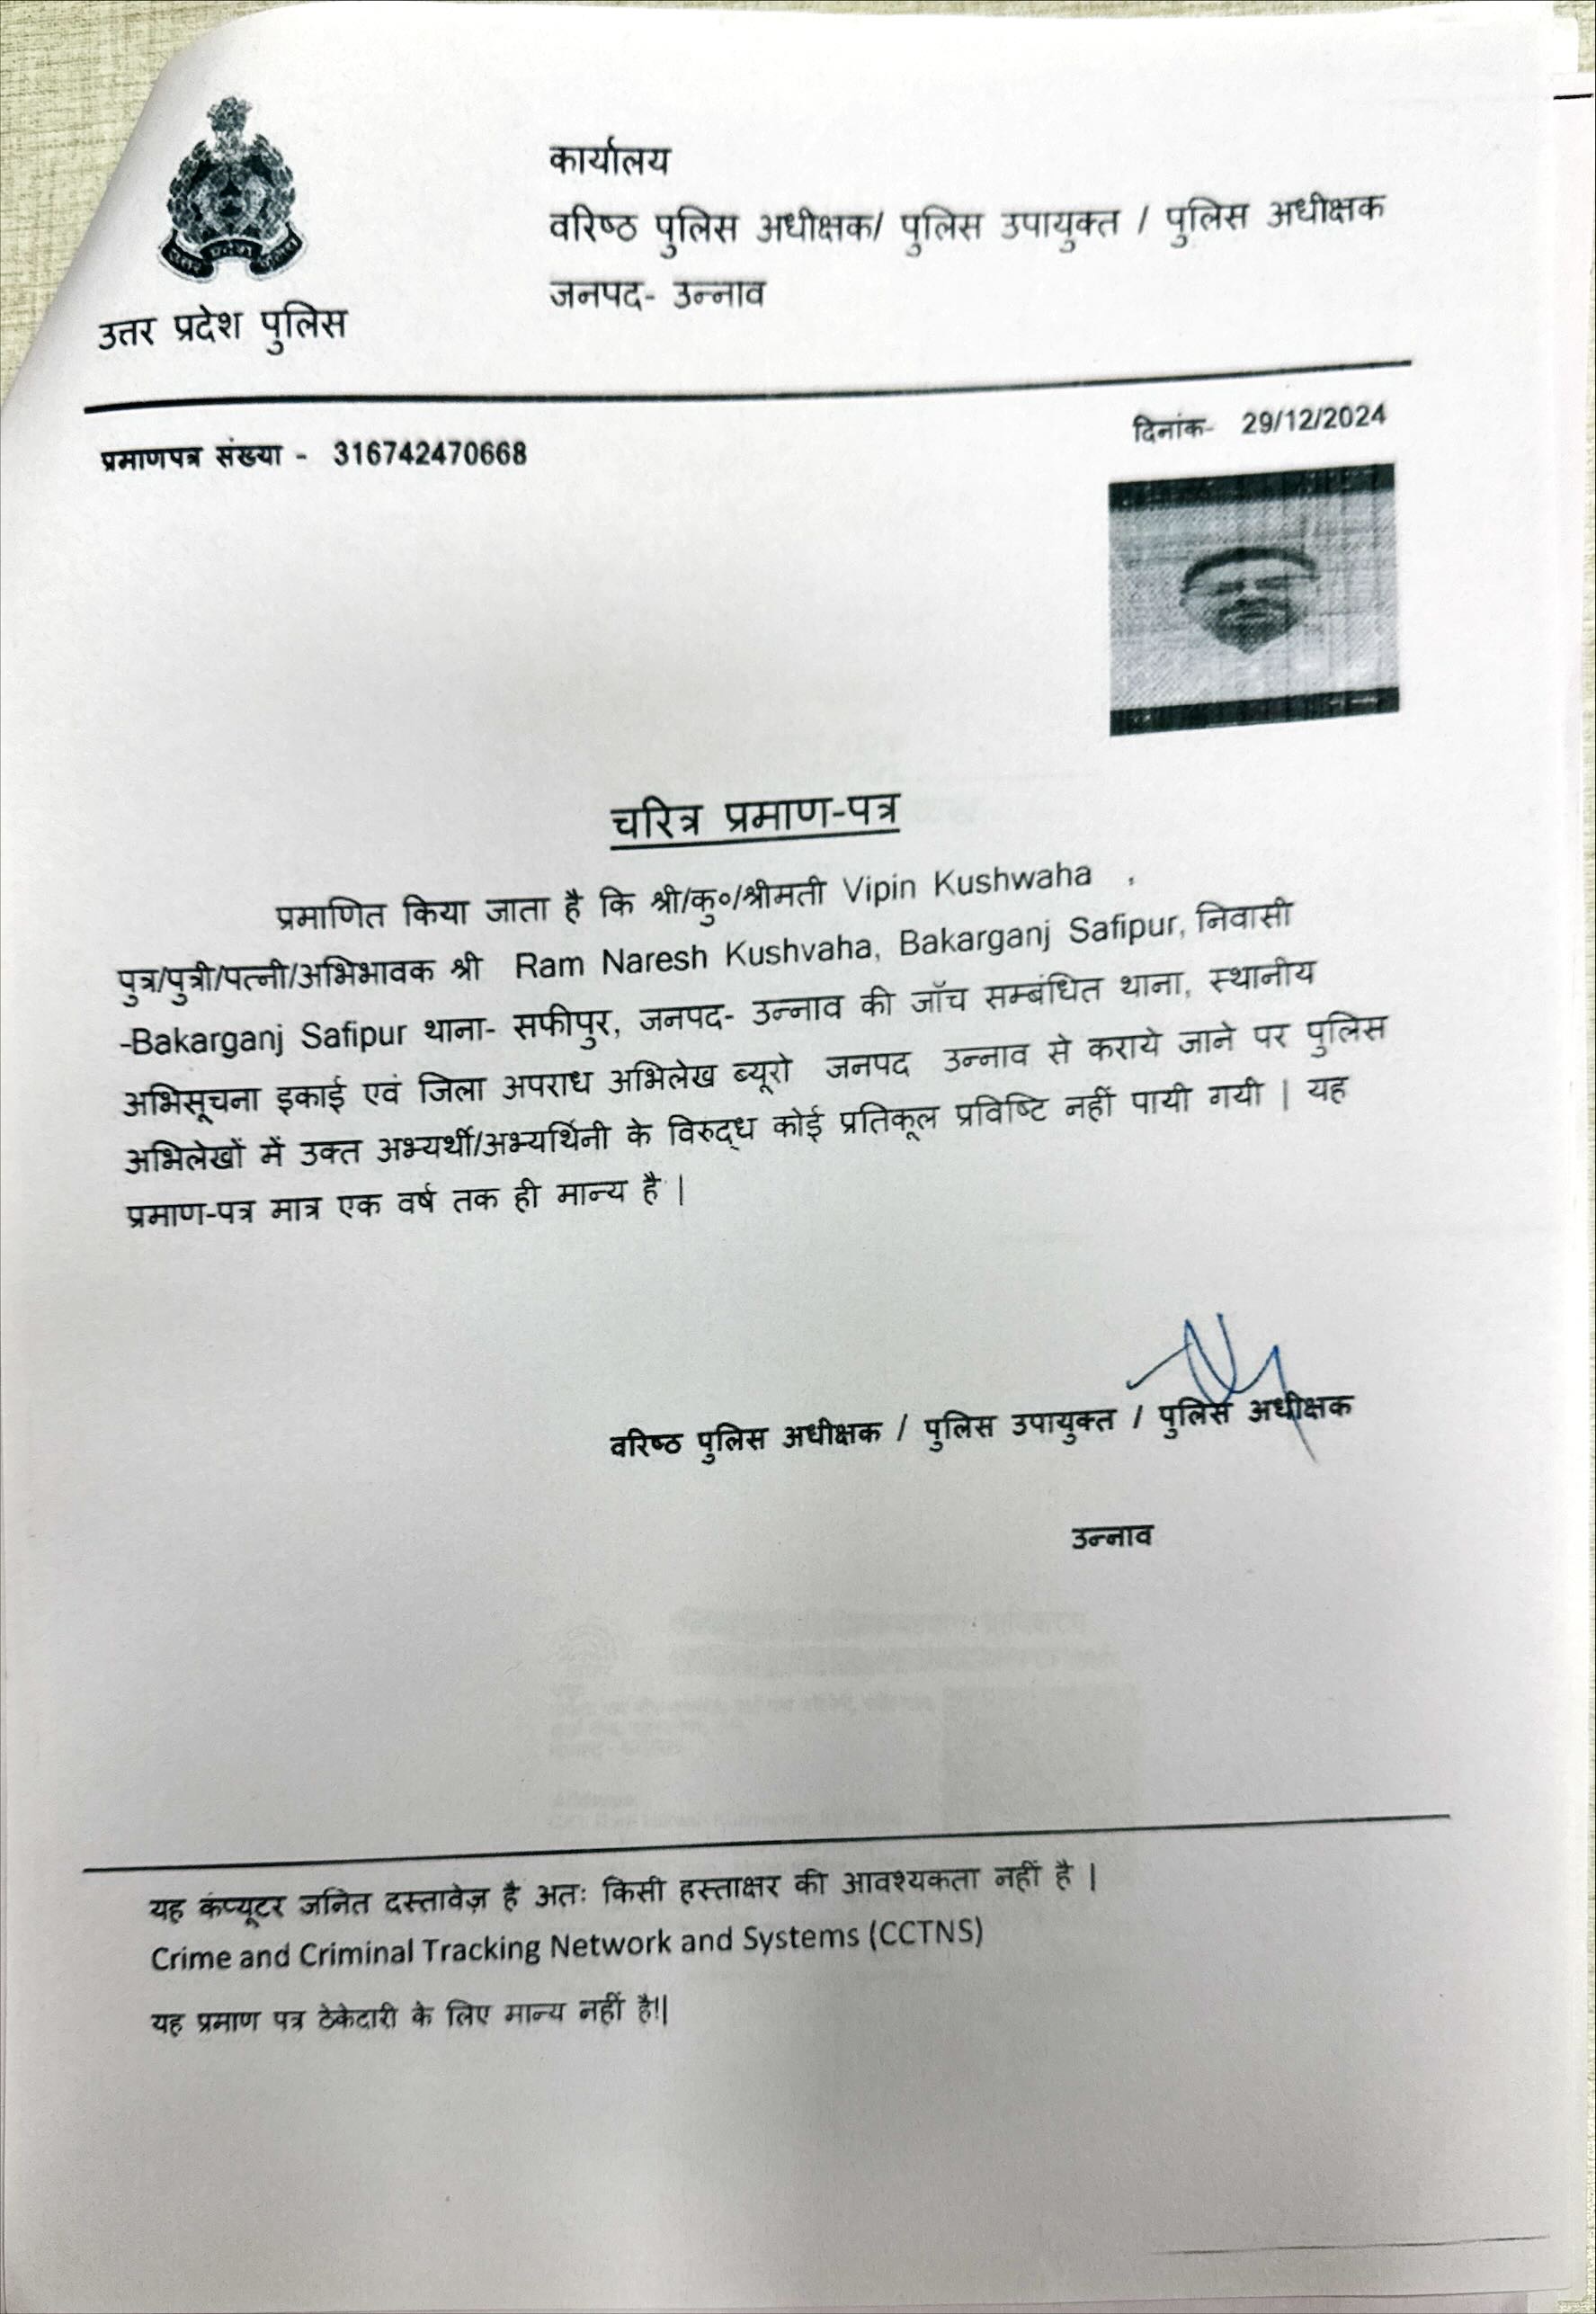 उत्तर प्रदेश पुलिस
कार्यालय
वरिष्ठ पुलिस अधीक्षक/ पुलिस उपायुक्त / पुलिस अधीक्षक
जनपद- उन्नाव
प्रमाणपत्र संख्या - 316742470668
दिनांक- 29/12/2024
चरित्र प्रमाण-पत्र
प्रमाणित किया जाता है कि श्री/कु०/श्रीमती Vipin Kushwaha ,
पुत्र/पुत्री/पत्नी/अभिभावक श्री Ram Naresh Kushvaha, Bakarganj Safipur, निवासी
-Bakarganj Safipur थाना- सफीपुर, जनपद- उन्नाव की जाँच सम्बंधित थाना, स्थानीय
अभिसूचना इकाई एवं जिला अपराध अभिलेख ब्यूरो जनपद उन्नाव से कराये जाने पर पुलिस
अभिलेखों में उक्त अभ्यर्थी/अभ्यर्थिनी के विरुद्ध कोई प्रतिकूल प्रविष्टि नहीं पायी गयी | यह
प्रमाण-पत्र मात्र एक वर्ष तक ही मान्य है |
वरिष्ठ पुलिस अधीक्षक / पुलिस उपायुक्त / पुलिस अधीक्षक
उन्नाव
यह कंप्यूटर जनित दस्तावेज़ है अतः किसी हस्ताक्षर की आवश्यकता नहीं है |
Crime and Criminal Tracking Network and Systems (CCTNS)
यह प्रमाण पत्र ठेकेदारी के लिए मान्य नहीं है!|